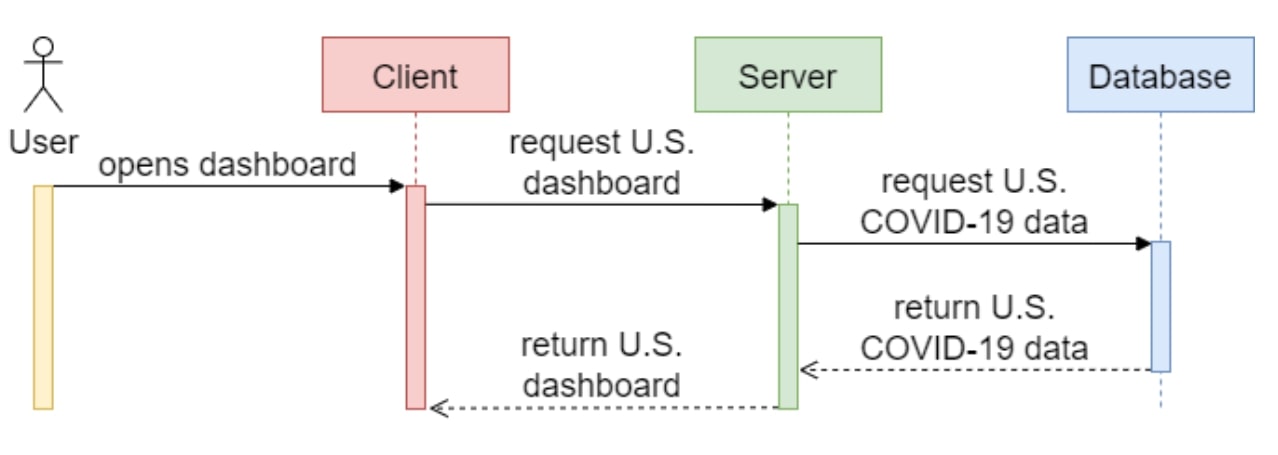 Client
Server
Database
User
opens dashboard
request U.S.
dashboard
request U.S.
COVID-19 data
return U.S.
COVID-19 data
return U.S.
dashboard